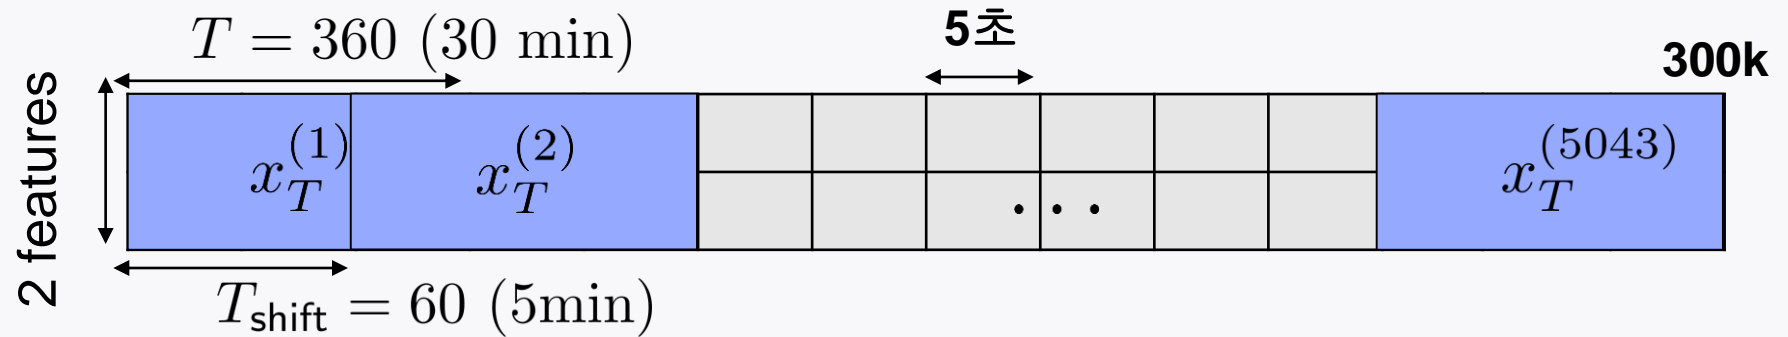 T = 360 (30 min)
5초
300k
2 features
x_T^{(1)}
x_T^{(2)}
...
x_T^{(5043)}
T_shift = 60 (5min)